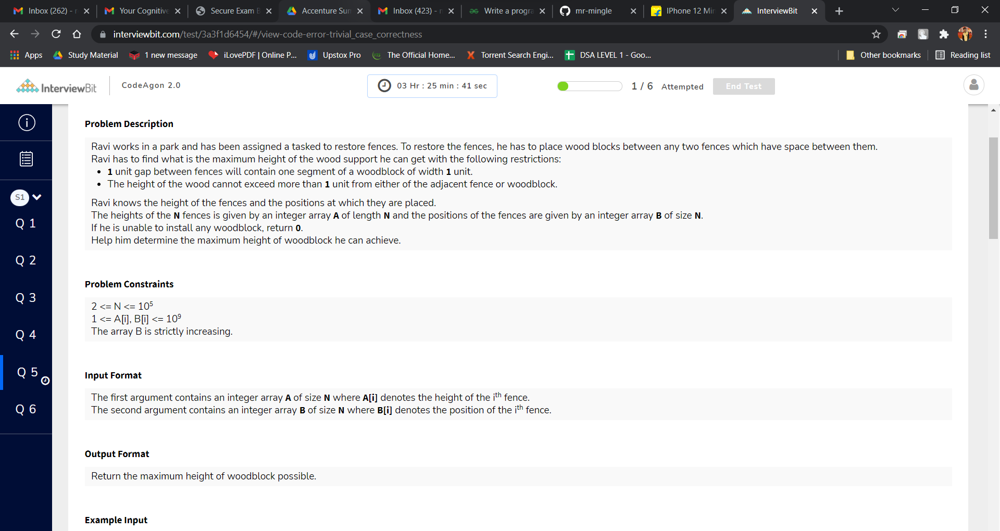 Inbox (262) - r
Your Cognitive
Secure Exam B
Accenture Sum
Inbox (423) - n
Write a progra
mr-mingle
IPhone 12 Min
InterviewBit
interviewbit.com/test/3a3f1d6454/#/view-code-error-trivial_case_correctness
Apps
Study Material
1 new message
iLovePDF | Online P...
Upstox Pro
The Official Home...
Torrent Search Engi...
DSA LEVEL 1 - Goo...
Other bookmarks
Reading list
InterviewBit
CodeAgon 2.0
03 Hr : 25 min : 41 sec
1 / 6 Attempted
End Test
S1
Q 1
Q 2
Q 3
Q 4
Q 5
Q 6
Problem Description
Ravi works in a park and has been assigned a tasked to restore fences. To restore the fences, he has to place wood blocks between any two fences which have space between them.
Ravi has to find what is the maximum height of the wood support he can get with the following restrictions:
• 1 unit gap between fences will contain one segment of a woodblock of width 1 unit.
• The height of the wood cannot exceed more than 1 unit from either of the adjacent fence or woodblock.
Ravi knows the height of the fences and the positions at which they are placed.
The heights of the N fences is given by an integer array A of length N and the positions of the fences are given by an integer array B of size N.
If he is unable to install any woodblock, return 0.
Help him determine the maximum height of woodblock he can achieve.
Problem Constraints
2 <= N <= 10⁵
1 <= A[i], B[i] <= 10⁹
The array B is strictly increasing.
Input Format
The first argument contains an integer array A of size N where A[i] denotes the height of the iᵗʰ fence.
The second argument contains an integer array B of size N where B[i] denotes the position of the iᵗʰ fence.
Output Format
Return the maximum height of woodblock possible.
Example Input